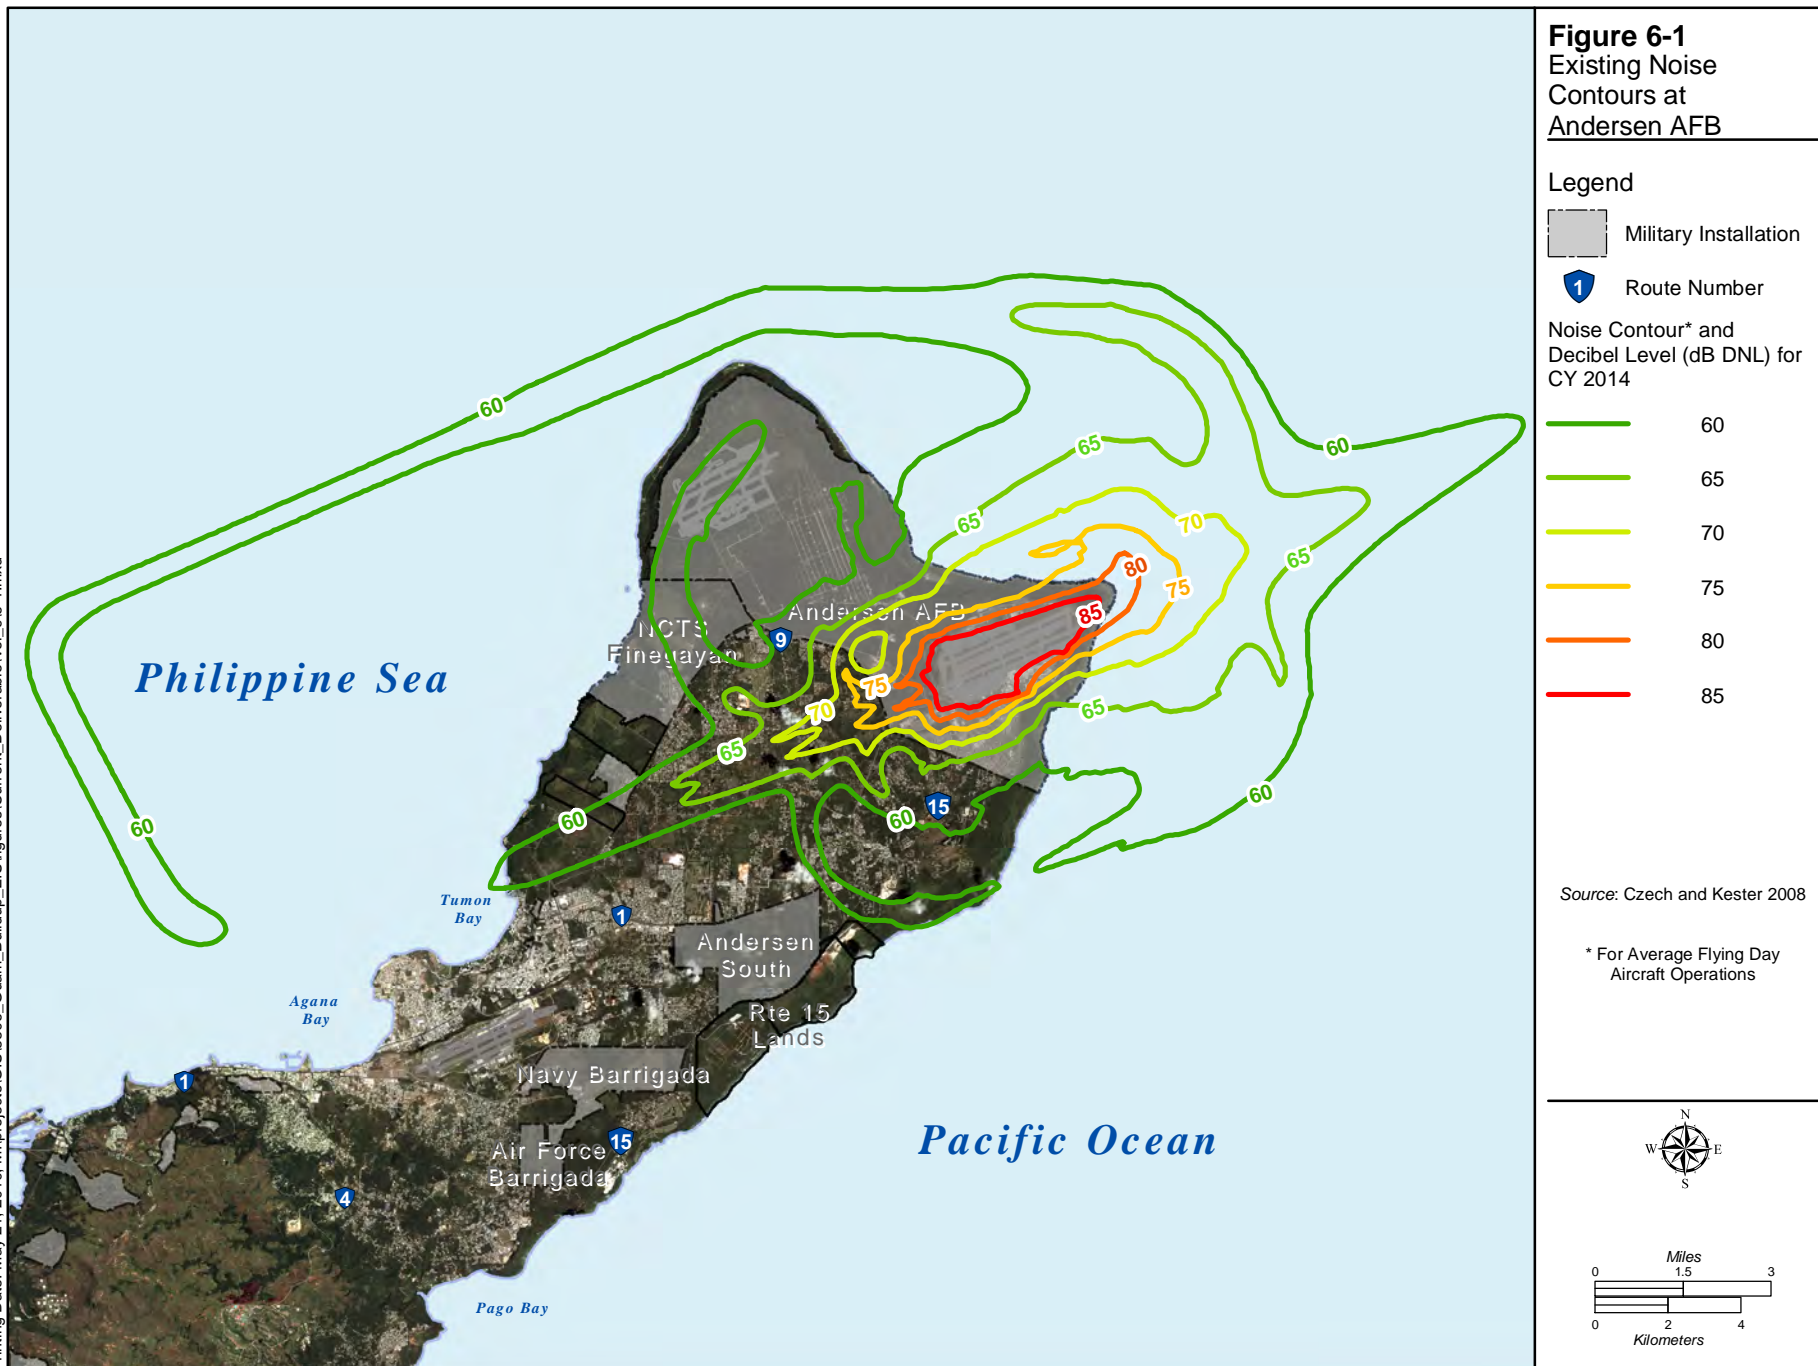 Figure 6-1
Existing Noise
Contours at
Andersen AFB
Legend
Military Installation
1
Route Number
Noise Contour* and
Decibel Level (dB DNL) for
CY 2014
60
65
70
75
80
85
Source: Czech and Kester 2008
* For Average Flying Day
Aircraft Operations
N
W E
S
Miles
0 1.5 3
0 2 4
Kilometers
60
60
65
65
70
65
80
75
85
Andersen AFB
NCTS
Finegayan
9
Philippine Sea
75
70
65
65
60
60
60
60
15
Tumon
Bay
1
Andersen
South
Agana
Bay
Rte 15
Lands
1
Navy Barrigada
Pacific Ocean
Air Force
Barrigada
15
4
Pago Bay